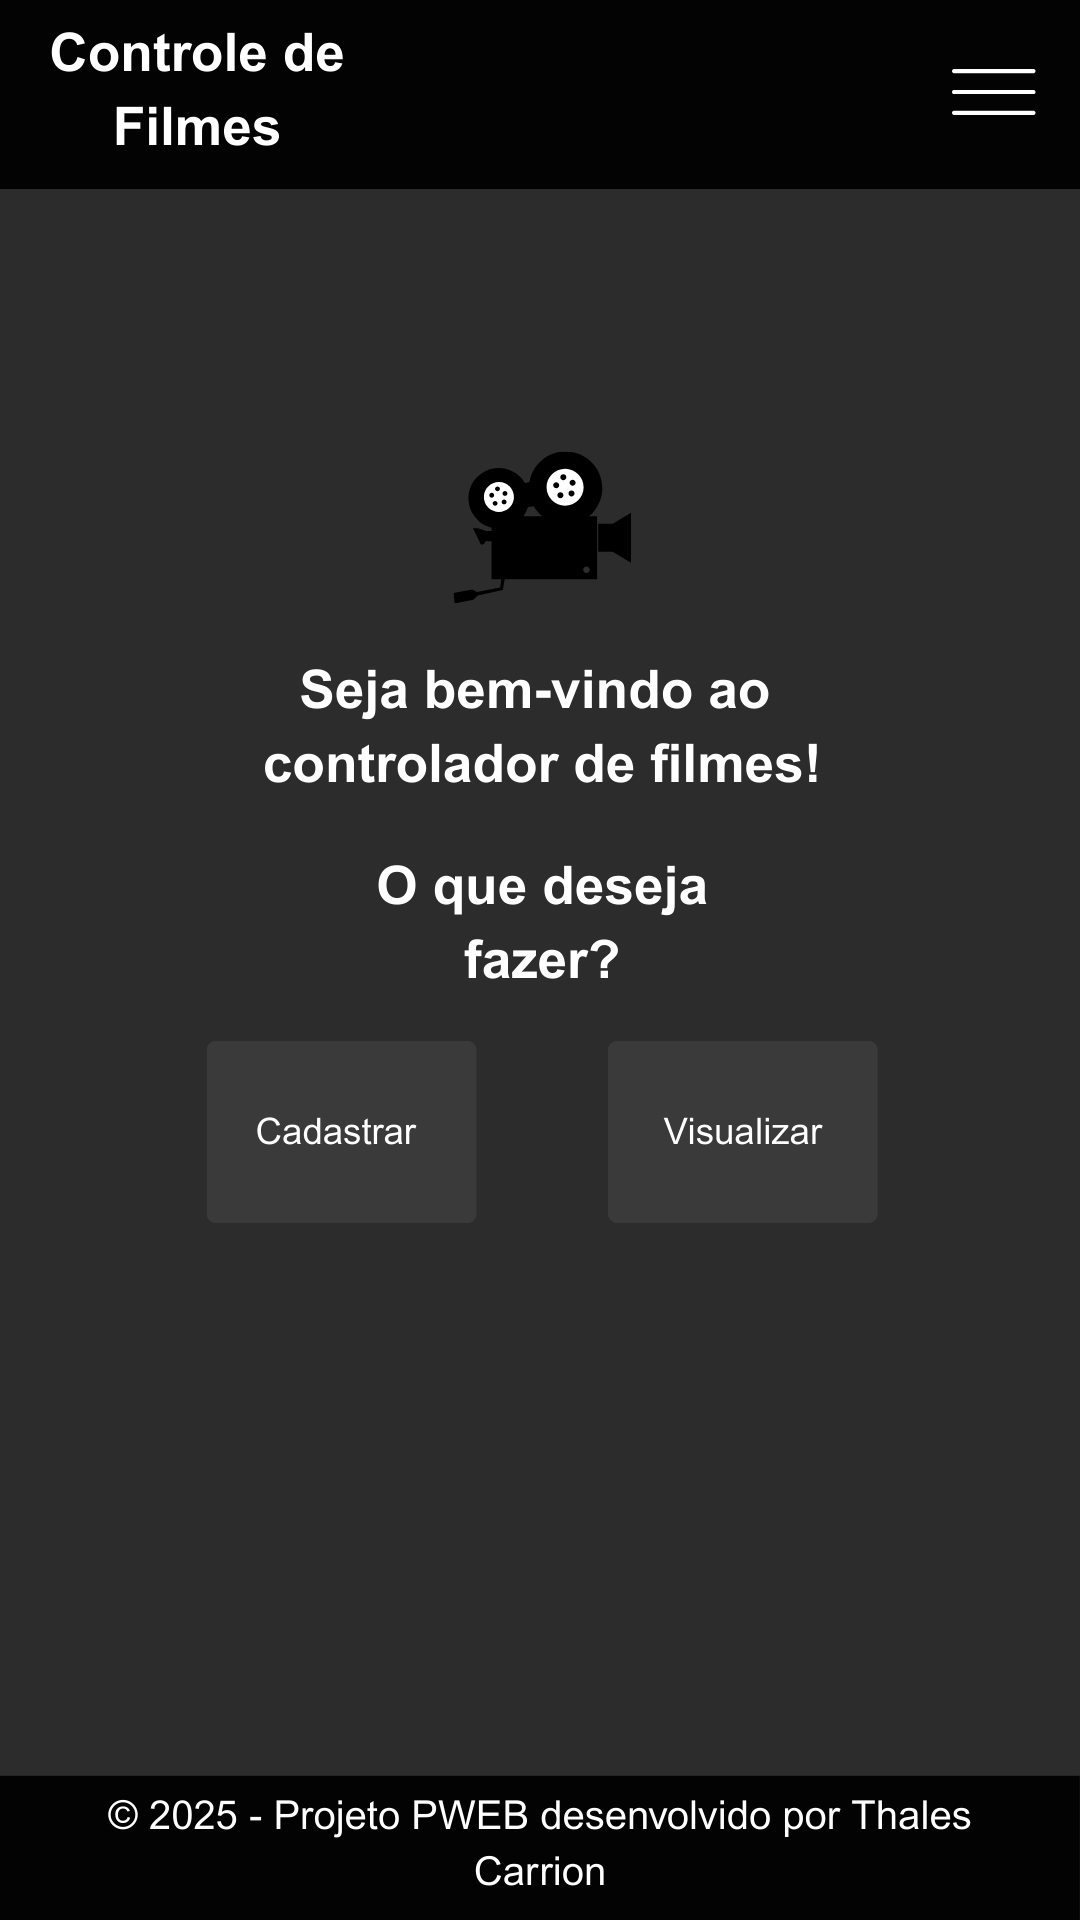 Controle de
Filmes
Seja bem-vindo ao
controlador de filmes!
O que deseja
fazer?
Cadastrar
Visualizar
© 2025 - Projeto PWEB desenvolvido por Thales
Carrion